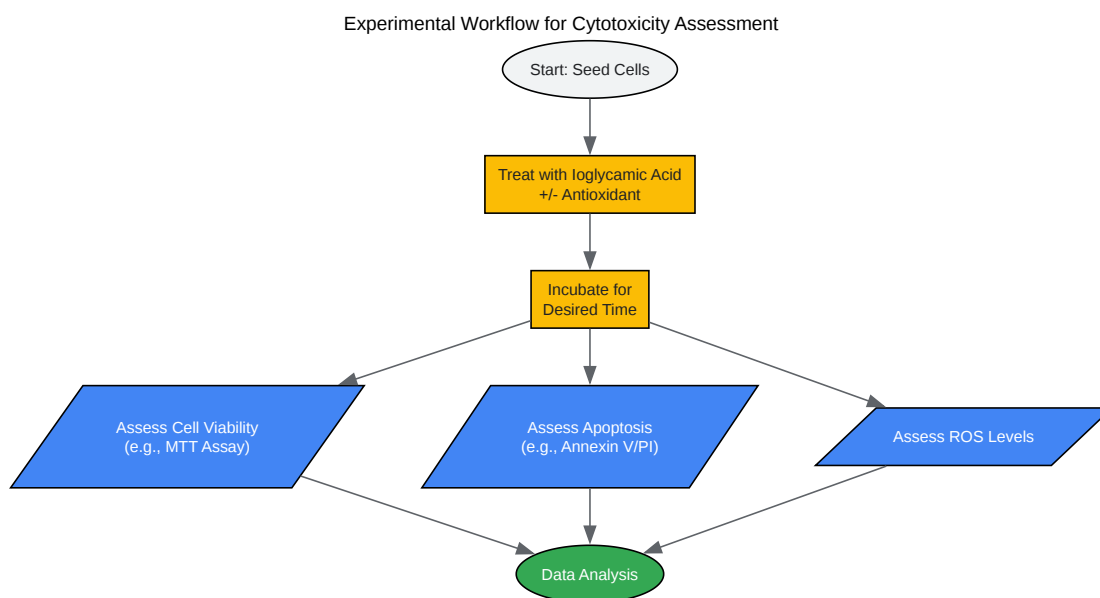 Experimental Workflow for Cytotoxicity Assessment
Start: Seed Cells
Treat with Ioglycamic Acid
+/- Antioxidant
Incubate for
Desired Time
Assess Cell Viability
(e.g., MTT Assay)
Assess Apoptosis
(e.g., Annexin V/PI)
Assess ROS Levels
Data Analysis